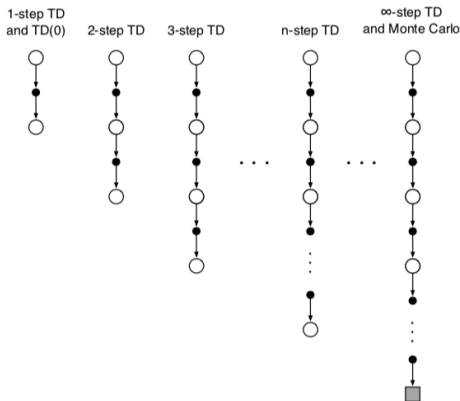 1-step TD
and TD(0)
2-step TD
3-step TD
n-step TD
∞-step TD
and Monte Carlo